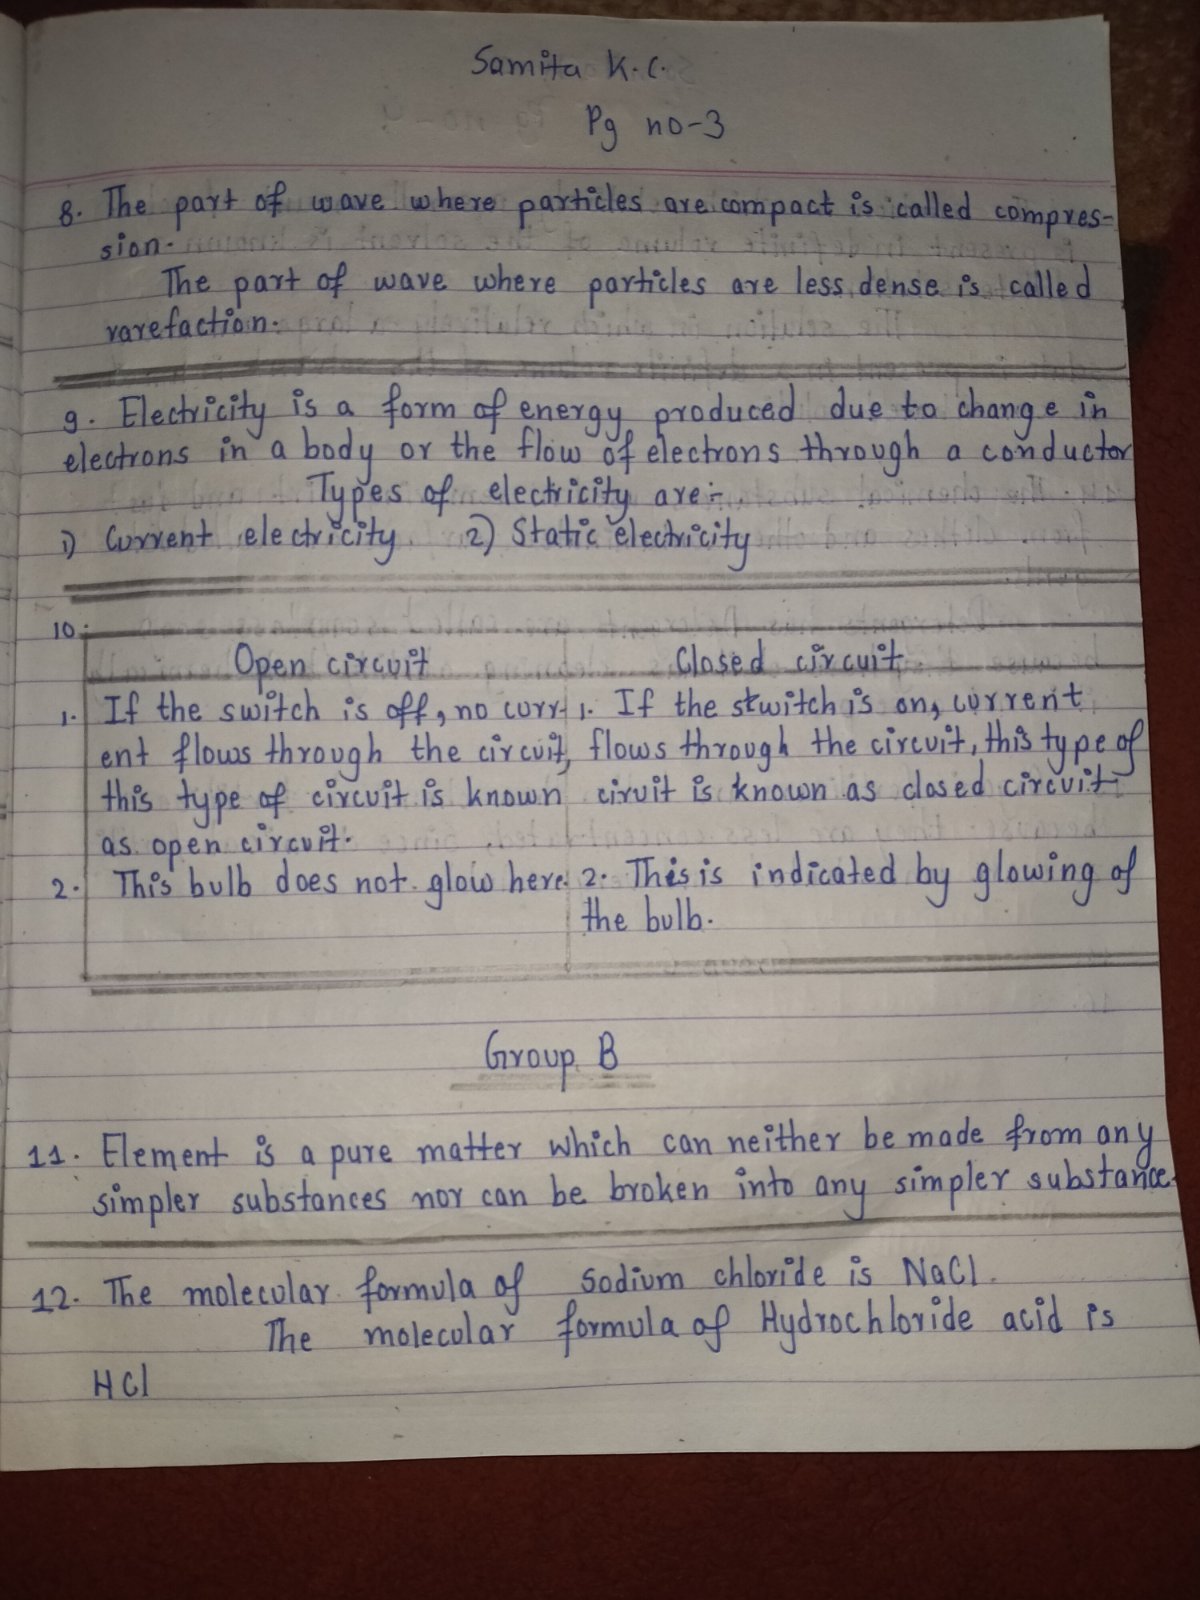 Samita K.C.
Pg no-3
8. The part of wave where particles are compact is called compres-
sion.
The part of wave where particles are less dense is called
rarefaction.
9. Electricity is a form of energy produced due to change in
electrons in a body or the flow of electrons through a conductor
Types of electricity are:-
1) Current electricity 2) Static electricity
10.
Open circuit
Closed circuit
1. If the switch is off, no curr-
ent flows through the circuit,
this type of circuit is known
as open circuit.
2. This bulb does not glow here.
1. If the switch is on, current
flows through the circuit, this type of
ciruit is known as closed circuit
2. This is indicated by glowing of
the bulb.
Group B
11. Element is a pure matter which can neither be made from any
simpler substances nor can be broken into any simpler substance.
12. The molecular formula of Sodium chloride is NaCl.
The molecular formula of Hydrochloride acid is
HCl